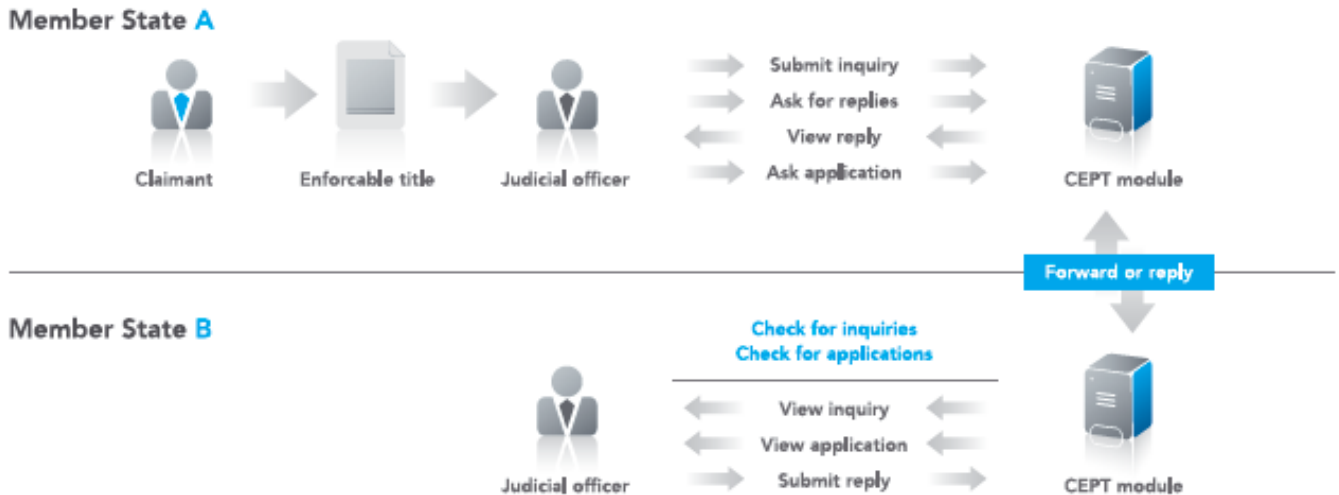 Member State A
Submit inquiry
Ask for replies
View reply
Ask application
Claimant
Enforcable title
Judicial officer
CEPT module
Forward or reply
Member State B
Check for inquiries
Check for applications
View inquiry
View application
Submit reply
Judicial officer
CEPT module